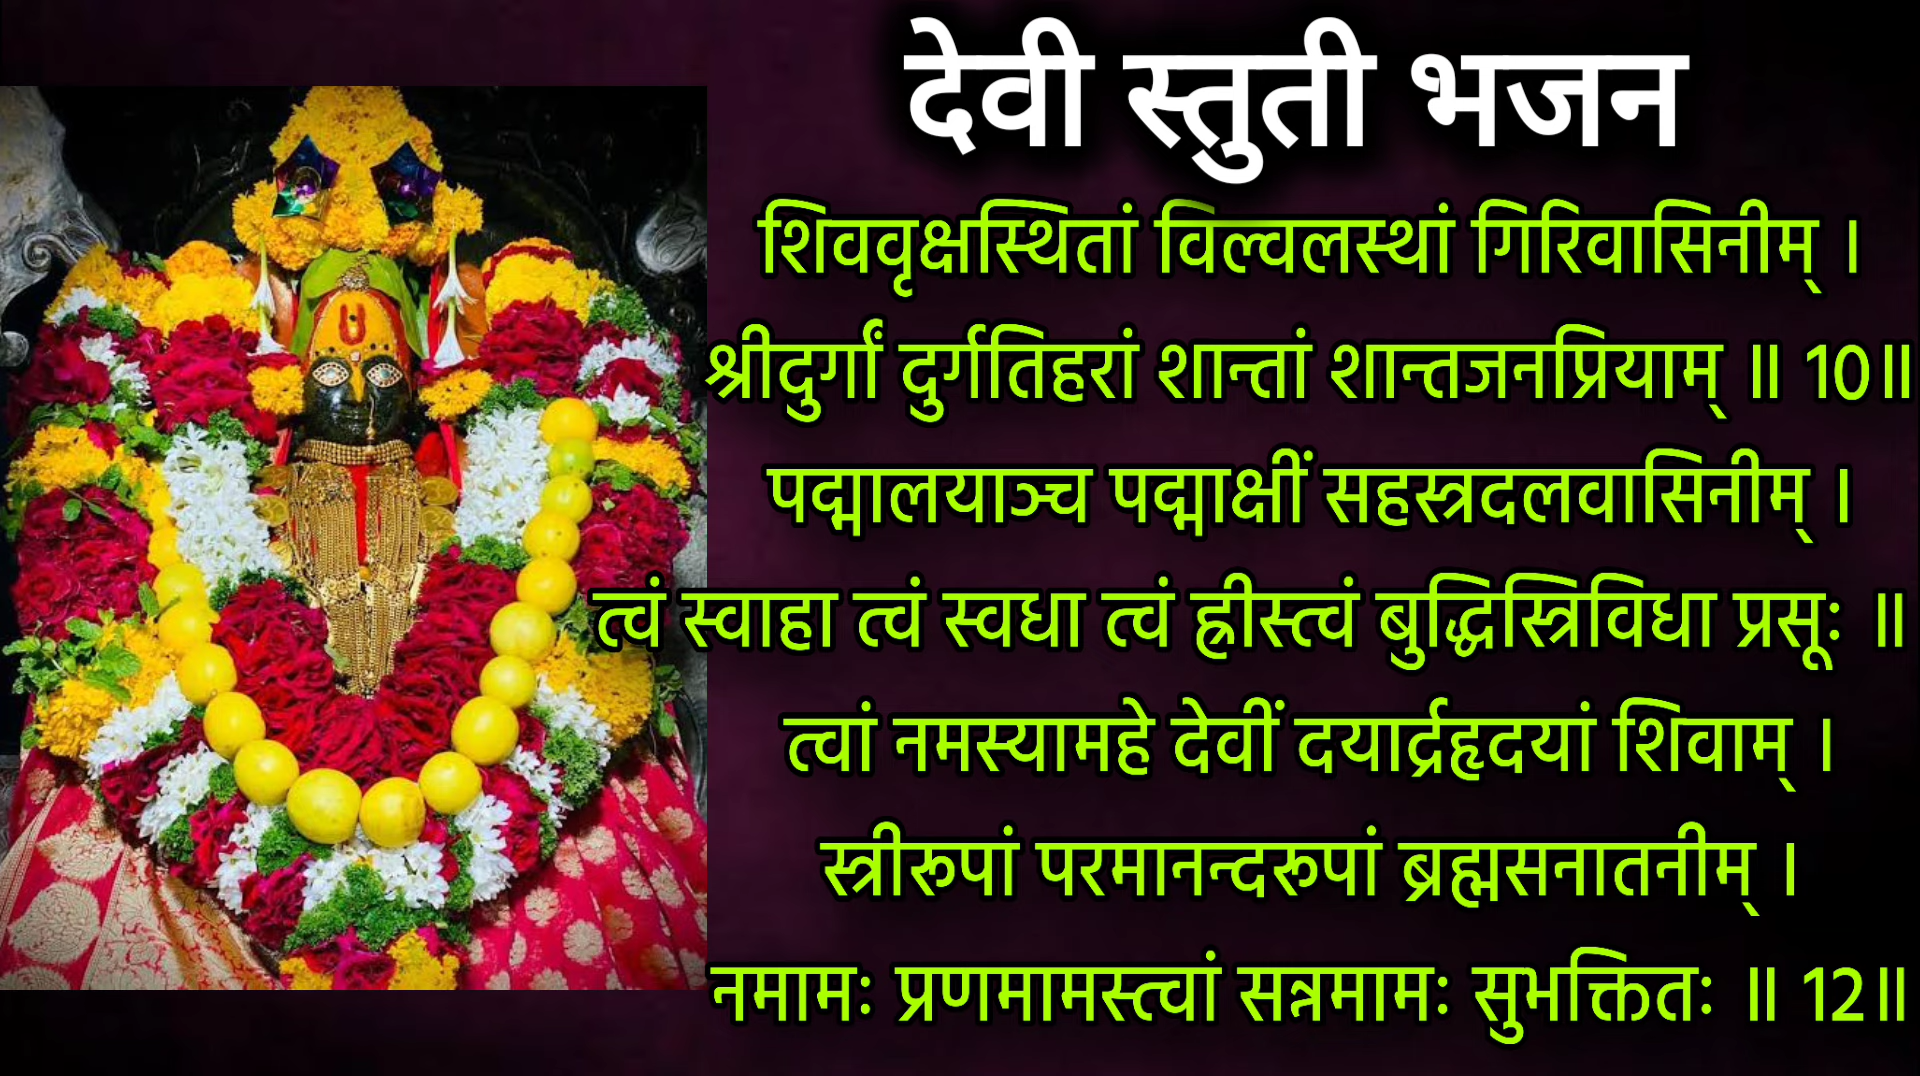 देवी स्तुती भजन
शिववृक्षस्थितां विल्वलस्थां गिरिवासिनीम् ।
श्रीदुर्गां दुर्गतिहरां शान्तां शान्तजनप्रियाम् ॥ 10॥
पद्मालयाञ्च पद्माक्षीं सहस्त्रदलवासिनीम् ।
त्वं स्वाहा त्वं स्वधा त्वं ह्रीस्त्वं बुद्धिस्त्रिविधा प्रसूः ॥
त्वां नमस्यामहे देवीं दयार्द्रहृदयां शिवाम् ।
स्त्रीरूपां परमानन्दरूपां ब्रह्मसनातनीम् ।
नमामः प्रणमामस्त्वां सन्नमामः सुभक्तितः ॥ 12॥